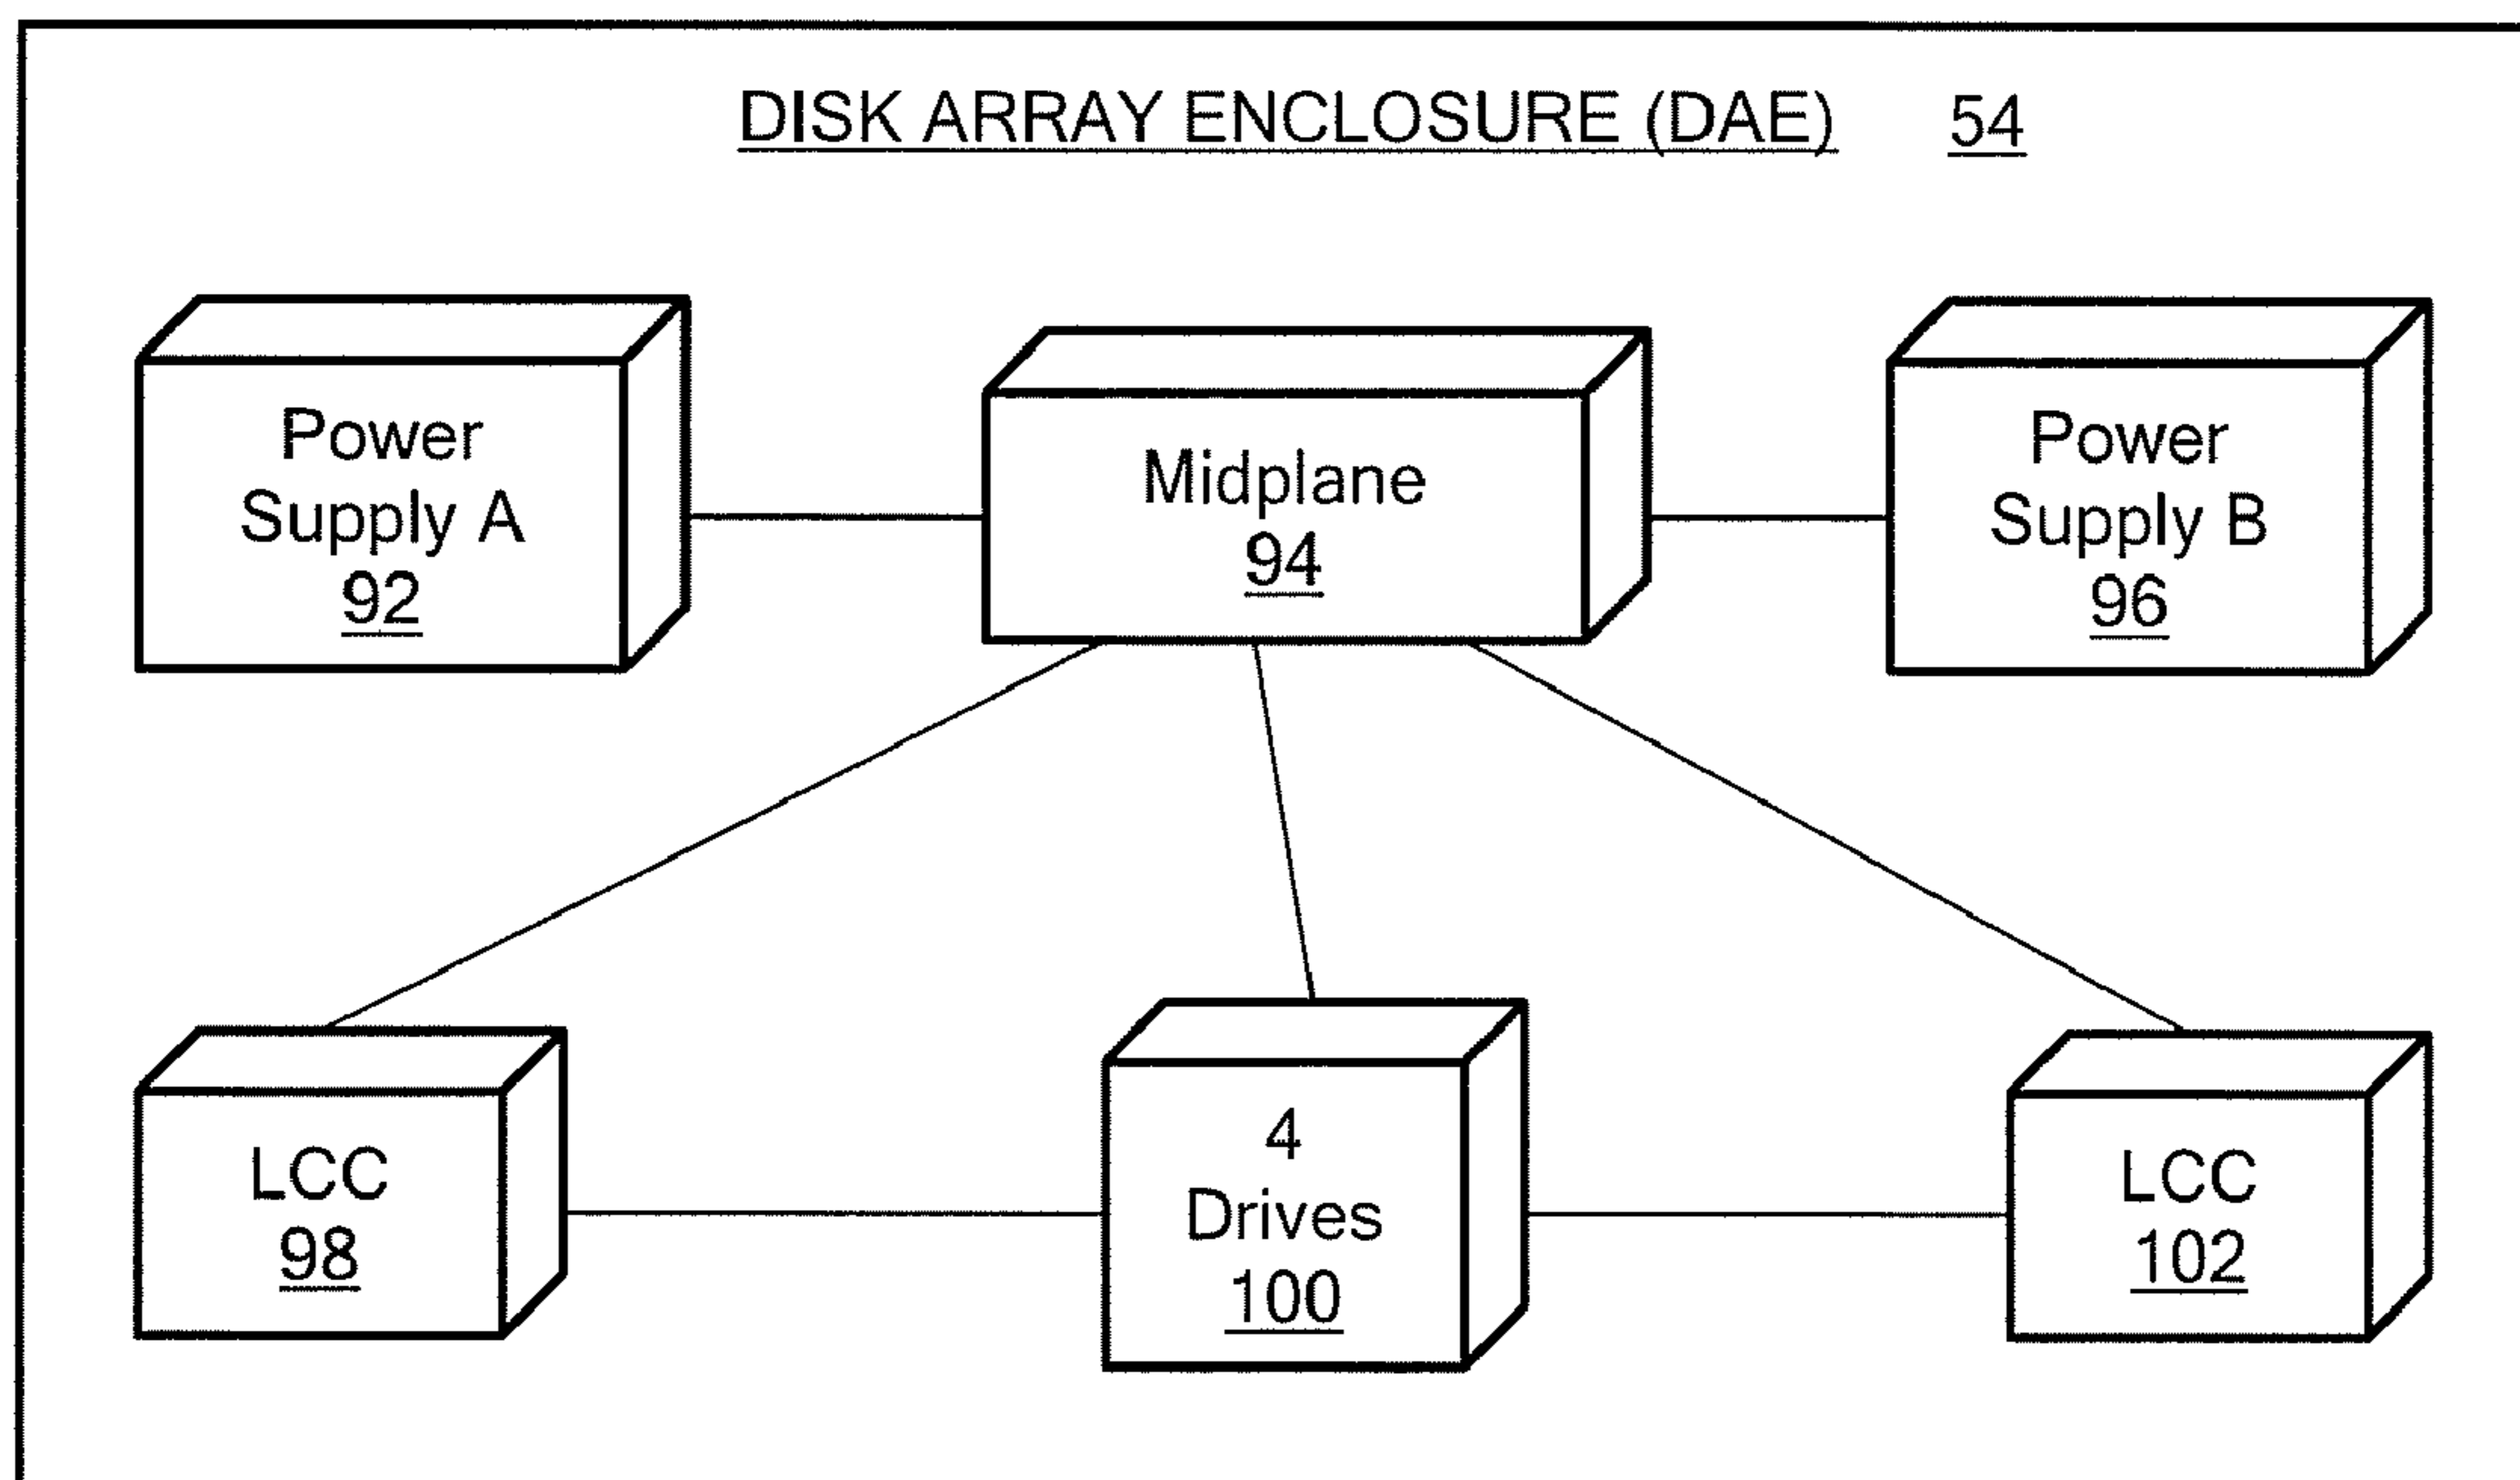 DISK ARRAY ENCLOSURE (DAE) 54
Power
Supply A
92
Midplane
94
Power
Supply B
96
LCC
98
4
Drives
100
LCC
102